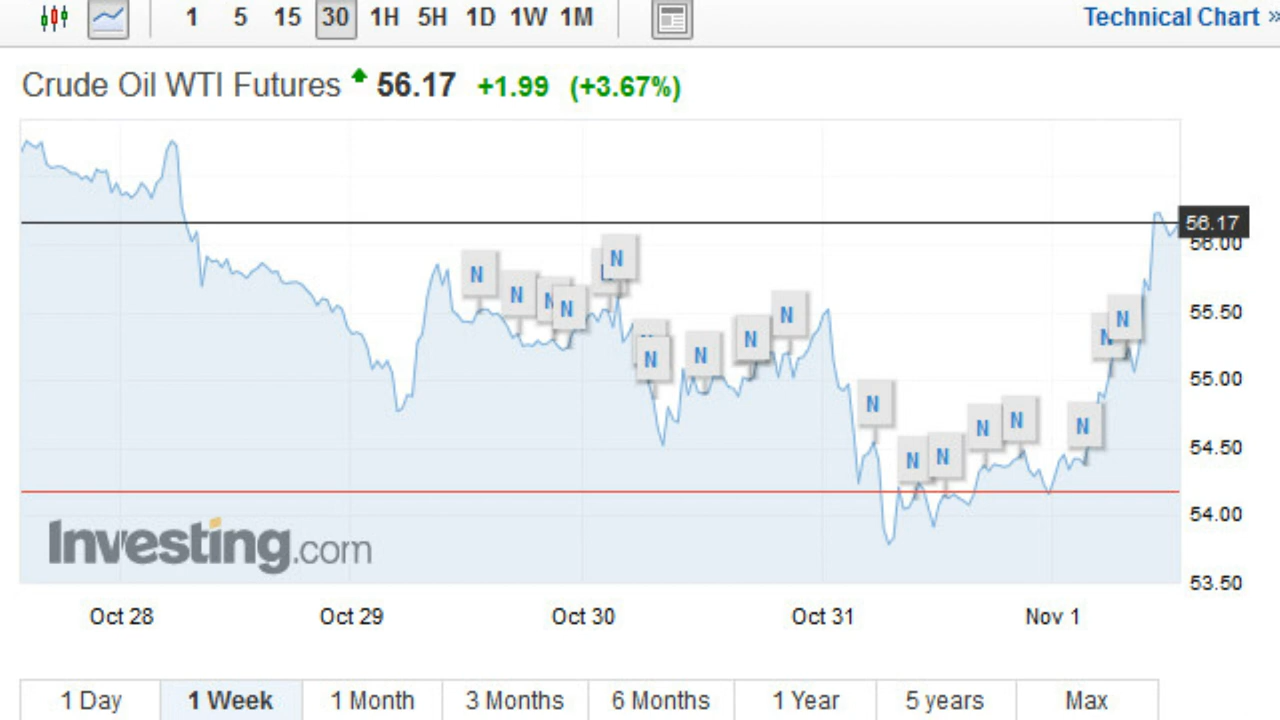 1 5 15 30 1H 5H 1D 1W 1M Technical Chart »
Crude Oil WTI Futures 56.17 +1.99 (+3.67%)
56.17
56.00
N N N N N N
55.50
N N N N N N N
55.00
N
54.50
N N N N N
54.00
Investing.com
53.50
Oct 28 Oct 29 Oct 30 Oct 31 Nov 1
1 Day 1 Week 1 Month 3 Months 6 Months 1 Year 5 years Max